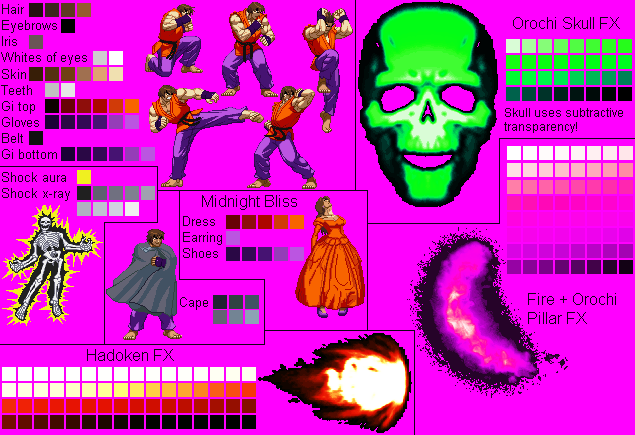 Hair
Eyebrows
Iris
Whites of eyes
Skin
Teeth
Gi top
Gloves
Belt
Gi bottom
Shock aura
Shock x-ray
Midnight Bliss
Dress
Earring
Shoes
Cape
Orochi Skull FX
Skull uses subtractive
transparency!
Fire + Orochi
Pillar FX
Hadoken FX